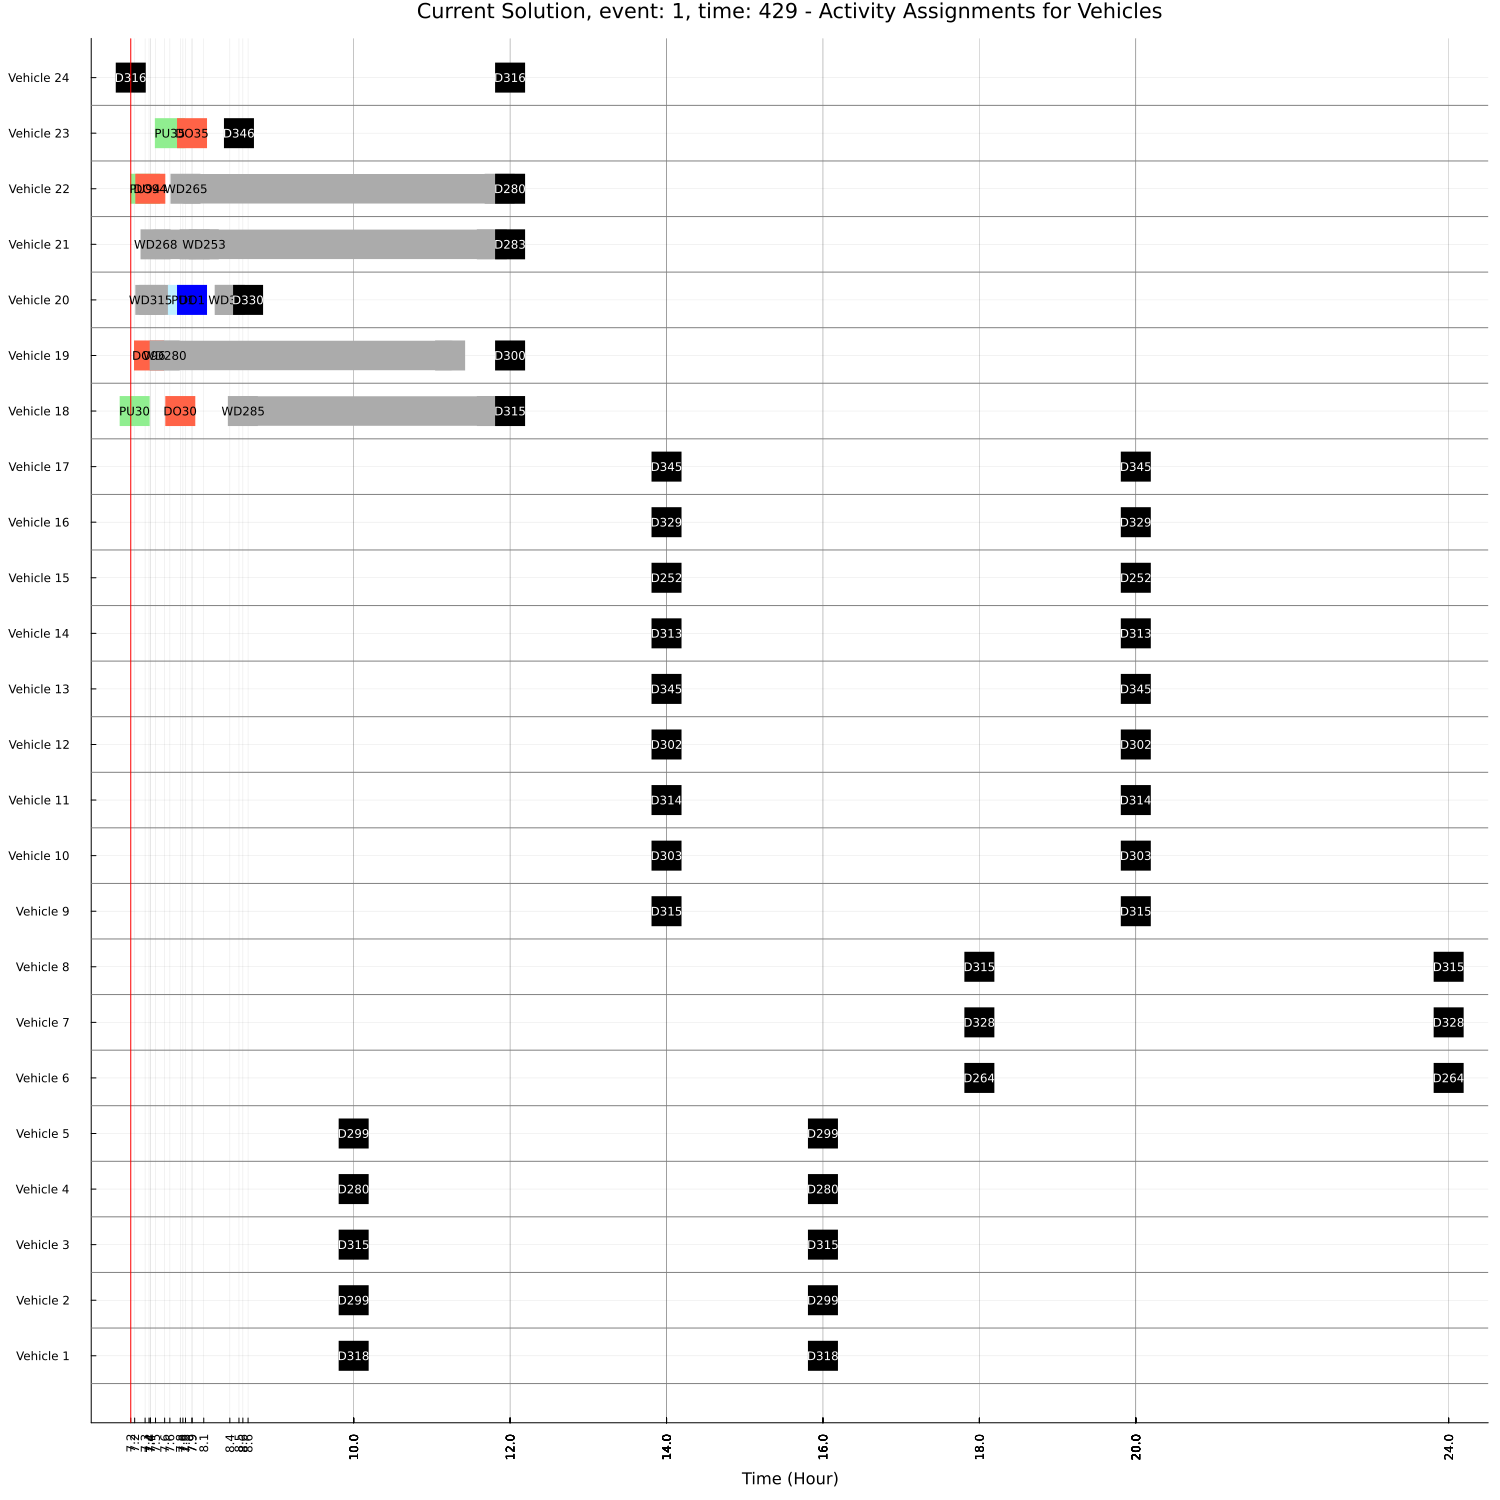 Current Solution, event: 1, time: 429 - Activity Assignments for Vehicles
Vehicle 24 D316 D316
Vehicle 23 PU35 DO35 D346
Vehicle 22 WD265 D280
Vehicle 21 WD268 WD253 D283
Vehicle 20 WD315 D330
Vehicle 19 WD280 D300
Vehicle 18 PU30 DO30 WD285 D315
Vehicle 17 D345 D345
Vehicle 16 D329 D329
Vehicle 15 D252 D252
Vehicle 14 D313 D313
Vehicle 13 D345 D345
Vehicle 12 D302 D302
Vehicle 11 D314 D314
Vehicle 10 D303 D303
Vehicle 9 D315 D315
Vehicle 8 D315 D315
Vehicle 7 D328 D328
Vehicle 6 D264 D264
Vehicle 5 D299 D299
Vehicle 4 D280 D280
Vehicle 3 D315 D315
Vehicle 2 D299 D299
Vehicle 1 D318 D318
7.9 8.1 8.4 8.6 10.0 12.0 14.0 16.0 18.0 20.0 24.0
Time (Hour)